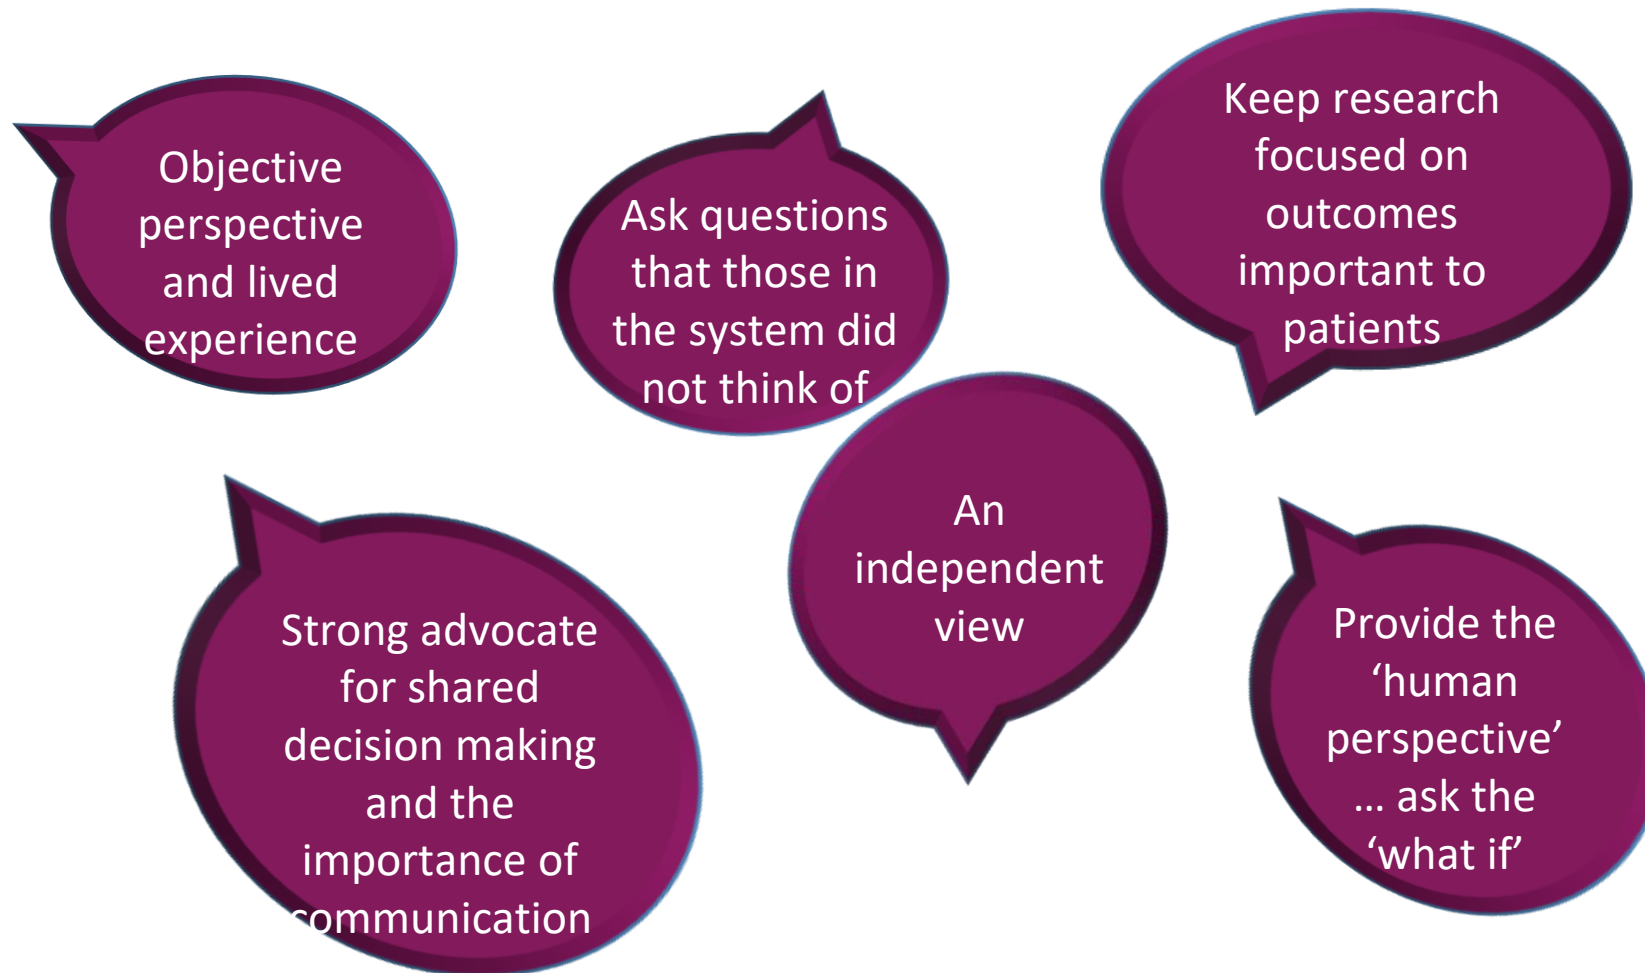 Objective
perspective
and lived
experience
Ask questions
that those in
the system did
not think of
Keep research
focused on
outcomes
important to
patients
Strong advocate
for shared
decision making
and the
importance of
communication
An
independent
view
Provide the
‘human
perspective’
… ask the
‘what if’